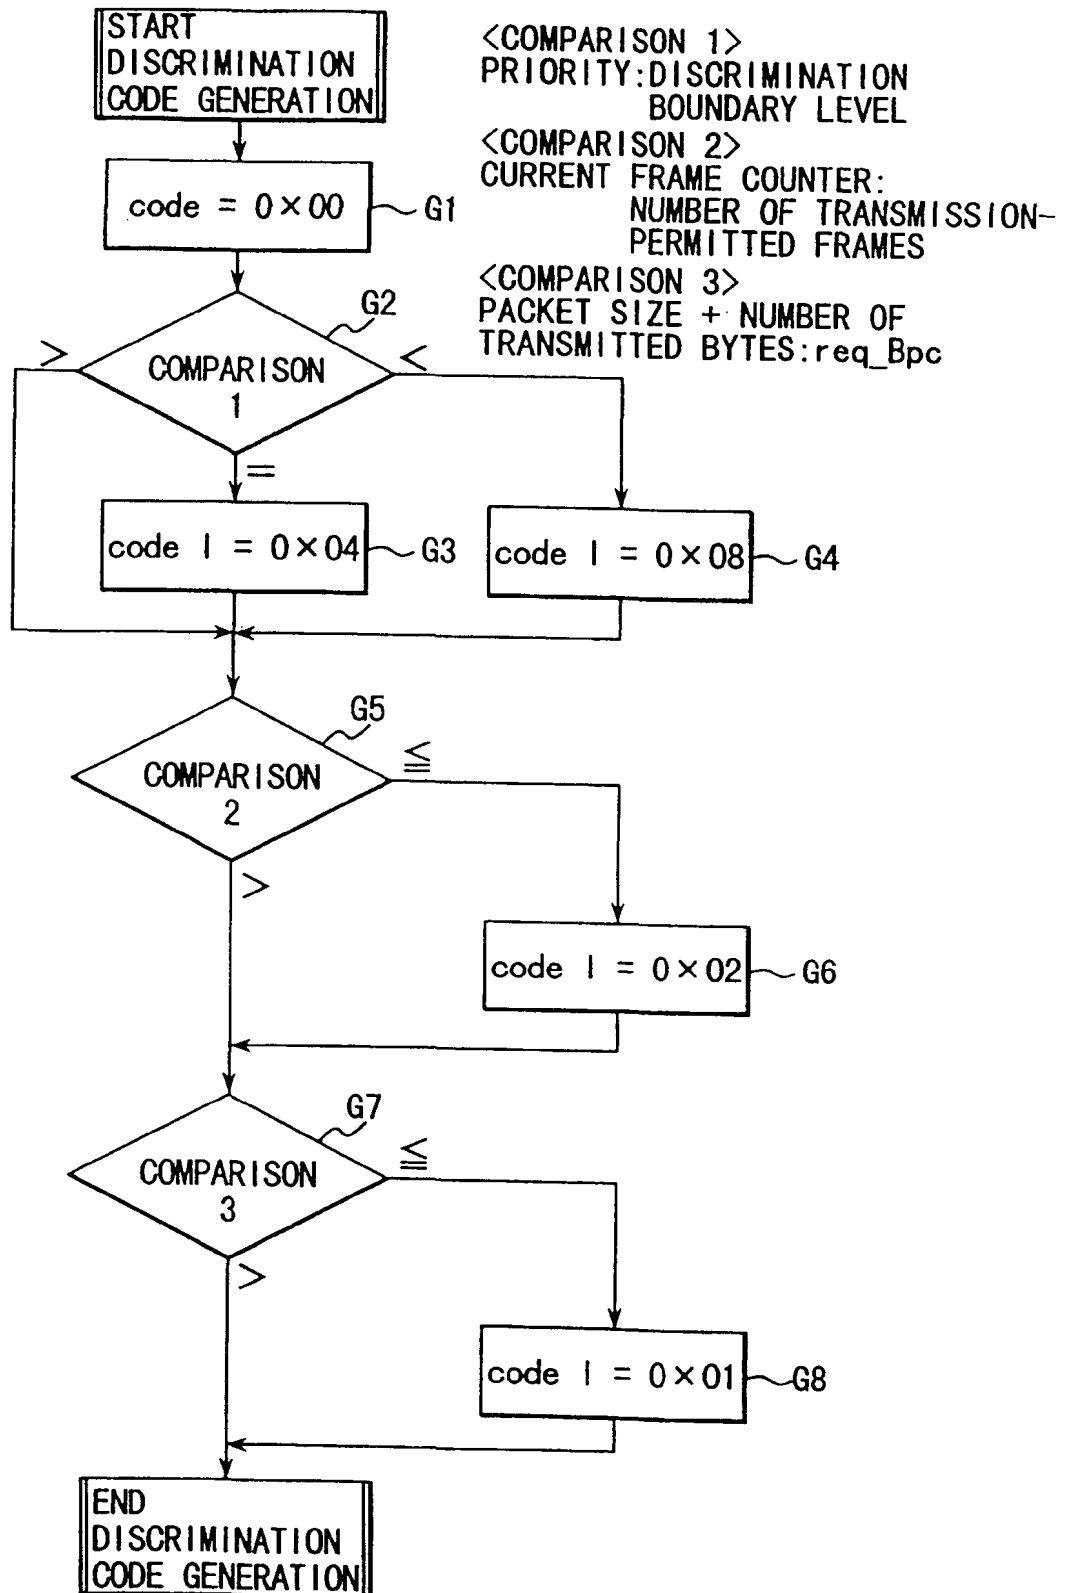 START
DISCRIMINATION
CODE GENERATION
<COMPARISON 1>
PRIORITY:DISCRIMINATION
BOUNDARY LEVEL
<COMPARISON 2>
CURRENT FRAME COUNTER:
NUMBER OF TRANSMISSION-
PERMITTED FRAMES
<COMPARISON 3>
PACKET SIZE + NUMBER OF
TRANSMITTED BYTES:req_Bpc
code = 0×00
G1
G2
>
<
COMPARISON
1
=
code | = 0×04
G3
code | = 0×08
G4
G5
≦
COMPARISON
2
>
code | = 0×02
G6
G7
≦
COMPARISON
3
>
code | = 0×01
G8
END
DISCRIMINATION
CODE GENERATION